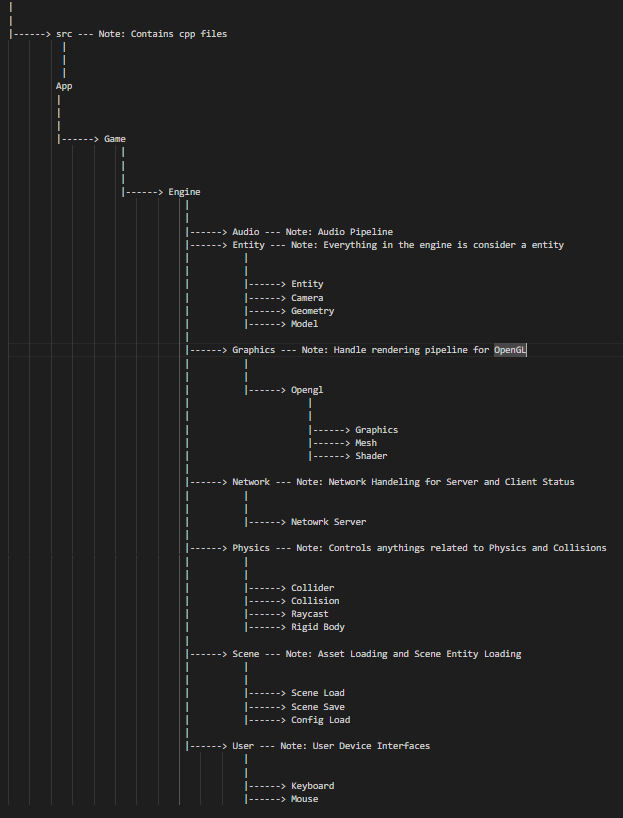 |
|
|------> src --- Note: Contains cpp files
|
|
|
App
|
|
|
|------> Game
|
|
|
|------> Engine
|
|
|------> Audio --- Note: Audio Pipeline
|------> Entity --- Note: Everything in the engine is consider a entity
| |
| |
| |------> Entity
| |------> Camera
| |------> Geometry
| |------> Model
|
|------> Graphics --- Note: Handle rendering pipeline for OpenGL
| |
| |
| |------> Opengl
| |
| |
| |------> Graphics
| |------> Mesh
| |------> Shader
|
|------> Network --- Note: Network Handeling for Server and Client Status
| |
| |
| |------> Netowrk Server
|
|------> Physics --- Note: Controls anythings related to Physics and Collisions
| |
| |
| |------> Collider
| |------> Collision
| |------> Raycast
| |------> Rigid Body
|
|------> Scene --- Note: Asset Loading and Scene Entity Loading
| |
| |
| |------> Scene Load
| |------> Scene Save
| |------> Config Load
|
|------> User --- Note: User Device Interfaces
|
|
|------> Keyboard
|------> Mouse